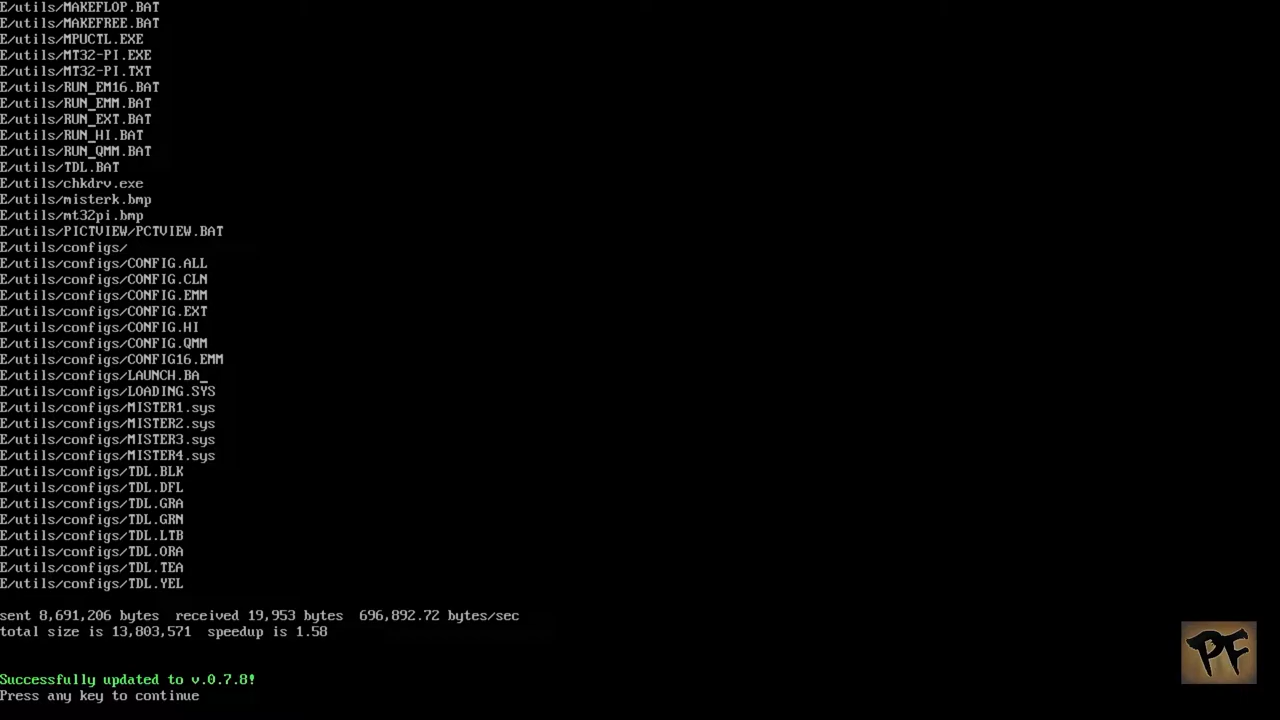 E/utils/MAKEFLOP.BAT
E/utils/MAKEFREE.BAT
E/utils/MPUCTL.EXE
E/utils/MT32-PI.EXE
E/utils/MT32-PI.TXT
E/utils/RUN_EM16.BAT
E/utils/RUN_EMM.BAT
E/utils/RUN_EXT.BAT
E/utils/RUN_HI.BAT
E/utils/RUN_QMM.BAT
E/utils/TDL.BAT
E/utils/chkdrv.exe
E/utils/misterk.bmp
E/utils/mt32pi.bmp
E/utils/PICTVIEW/PCTVIEW.BAT
E/utils/configs/
E/utils/configs/CONFIG.ALL
E/utils/configs/CONFIG.CLN
E/utils/configs/CONFIG.EMM
E/utils/configs/CONFIG.EXT
E/utils/configs/CONFIG.HI
E/utils/configs/CONFIG.QMM
E/utils/configs/CONFIG16.EMM
E/utils/configs/LAUNCH.BA_
E/utils/configs/LOADING.SYS
E/utils/configs/MISTER1.sys
E/utils/configs/MISTER2.sys
E/utils/configs/MISTER3.sys
E/utils/configs/MISTER4.sys
E/utils/configs/TDL.BLK
E/utils/configs/TDL.DFL
E/utils/configs/TDL.GRA
E/utils/configs/TDL.GRN
E/utils/configs/TDL.LTB
E/utils/configs/TDL.ORA
E/utils/configs/TDL.TEA
E/utils/configs/TDL.YEL
sent 8,691,206 bytes  received 19,953 bytes  696,892.72 bytes/sec
total size is 13,803,571  speedup is 1.58
Successfully updated to v.0.7.8!
Press any key to continue
PF